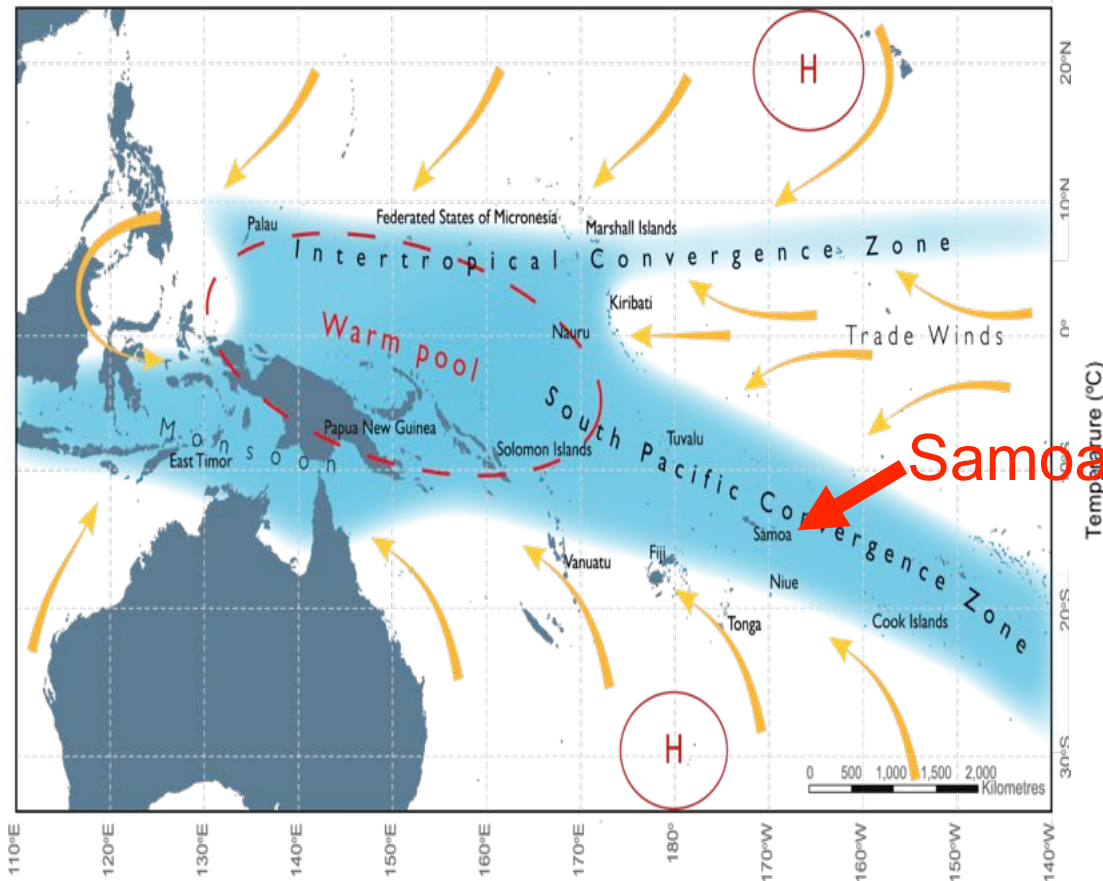 H
20°N
10°N
Palau
Federated States of Micronesia
Marshall Islands
Intertropical Convergence Zone
Kiribati
Warm pool
Nauru
0°
Trade Winds
South Pacific Convergence Zone
Monsoon
Papua New Guinea
Solomon Islands
Tuvalu
East Timor
Samoa
Samoa
Vanuatu
Fiji
Niue
Tonga
Cook Islands
20°S
H
30°S
0 500 1,000 1,500 2,000
Kilometres
110°E 120°E 130°E 140°E 150°E 160°E 170°E 180° 170°W 160°W 150°W 140°W
Temperature (ºC)